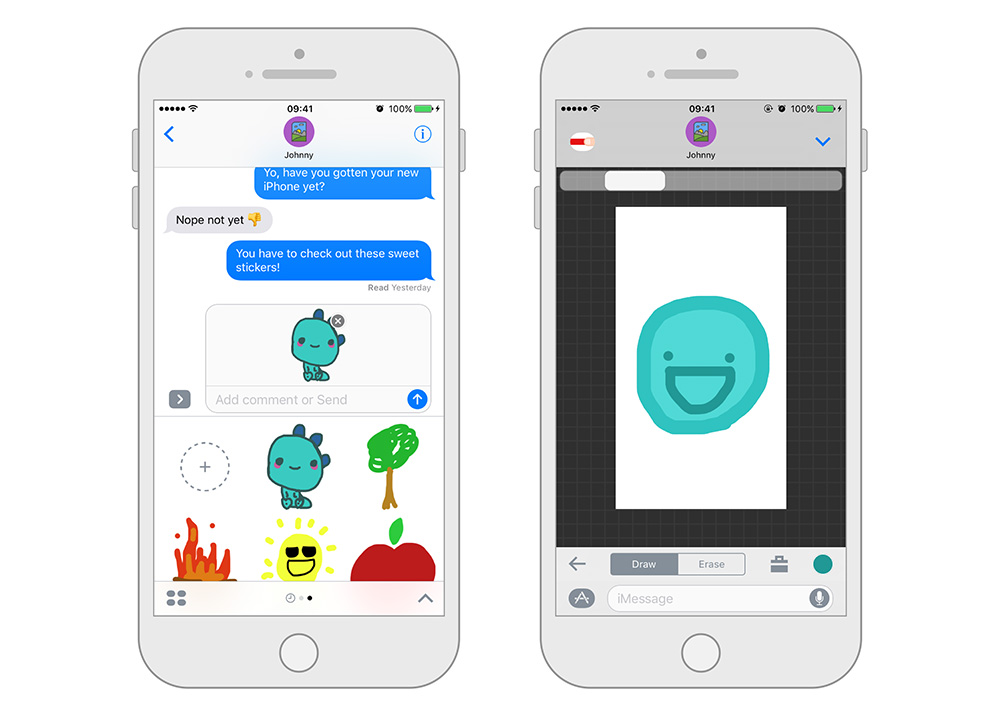 09:41
100%
Johnny
Yo, have you gotten your new
iPhone yet?
Nope not yet 👎
You have to check out these sweet
stickers!
Read Yesterday
Add comment or Send
09:41
100%
Johnny
Draw
Erase
iMessage